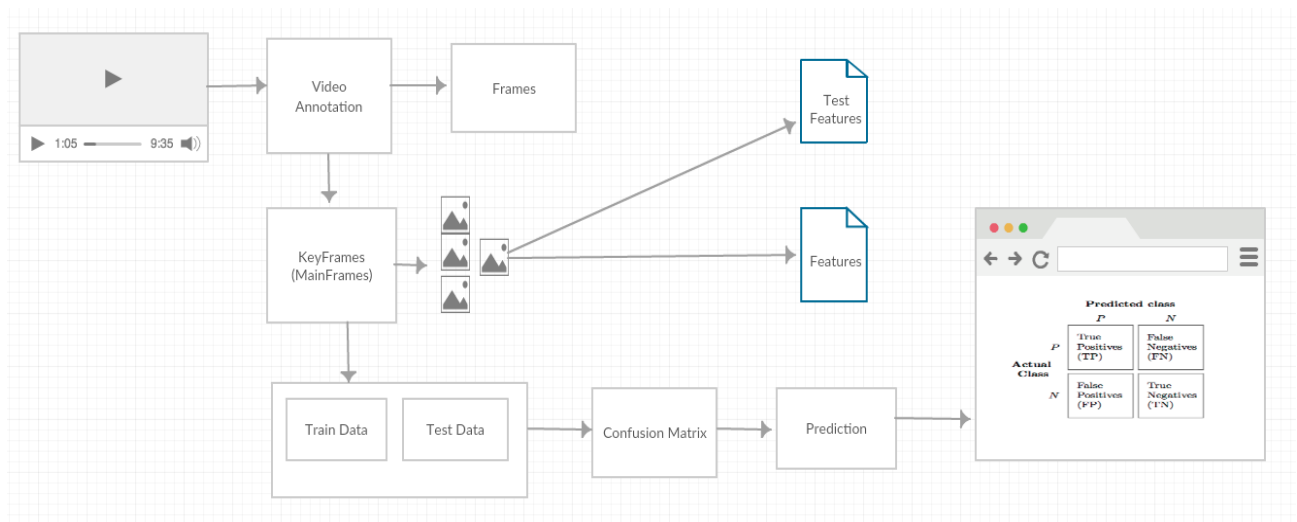 Video
Annotation
Frames
Test
Features
1:05 9:35
KeyFrames
(MainFrames)
Features
Predicted class
P N
P
True
Positives
(TP)
False
Negatives
(FN)
Actual
Class
N
False
Positives
(FP)
True
Negatives
(TN)
Train Data
Test Data
Confusion Matrix
Prediction